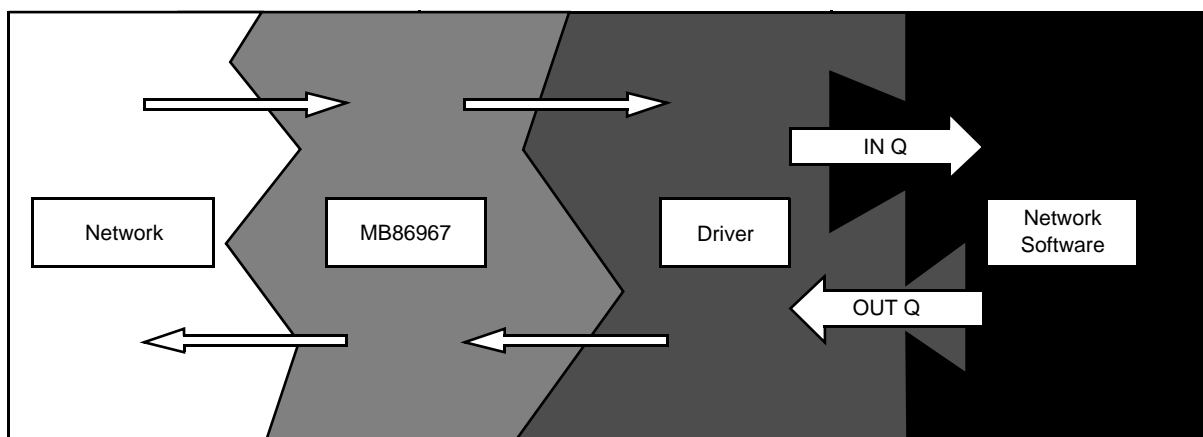 IN Q
Network
MB86967
Driver
Network
Software
OUT Q